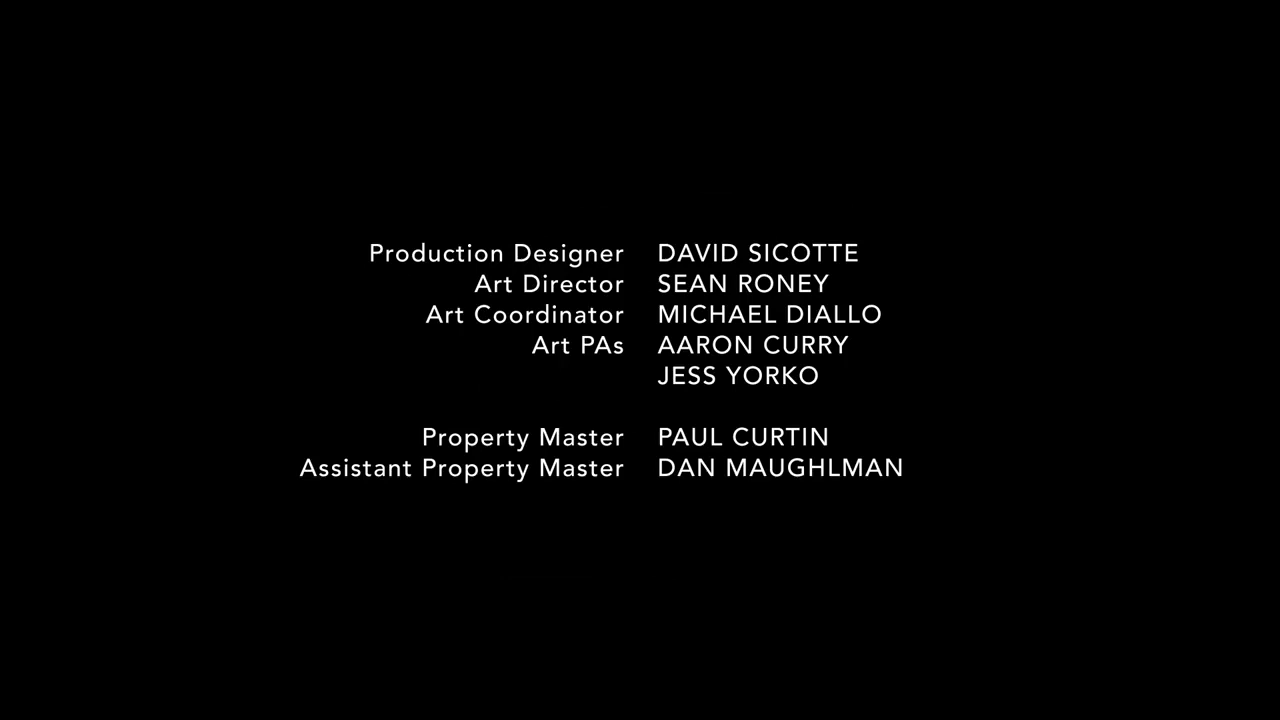 Production Designer DAVID SICOTTE
Art Director SEAN RONEY
Art Coordinator MICHAEL DIALLO
Art PAs AARON CURRY
JESS YORKO
Property Master PAUL CURTIN
Assistant Property Master DAN MAUGHLMAN